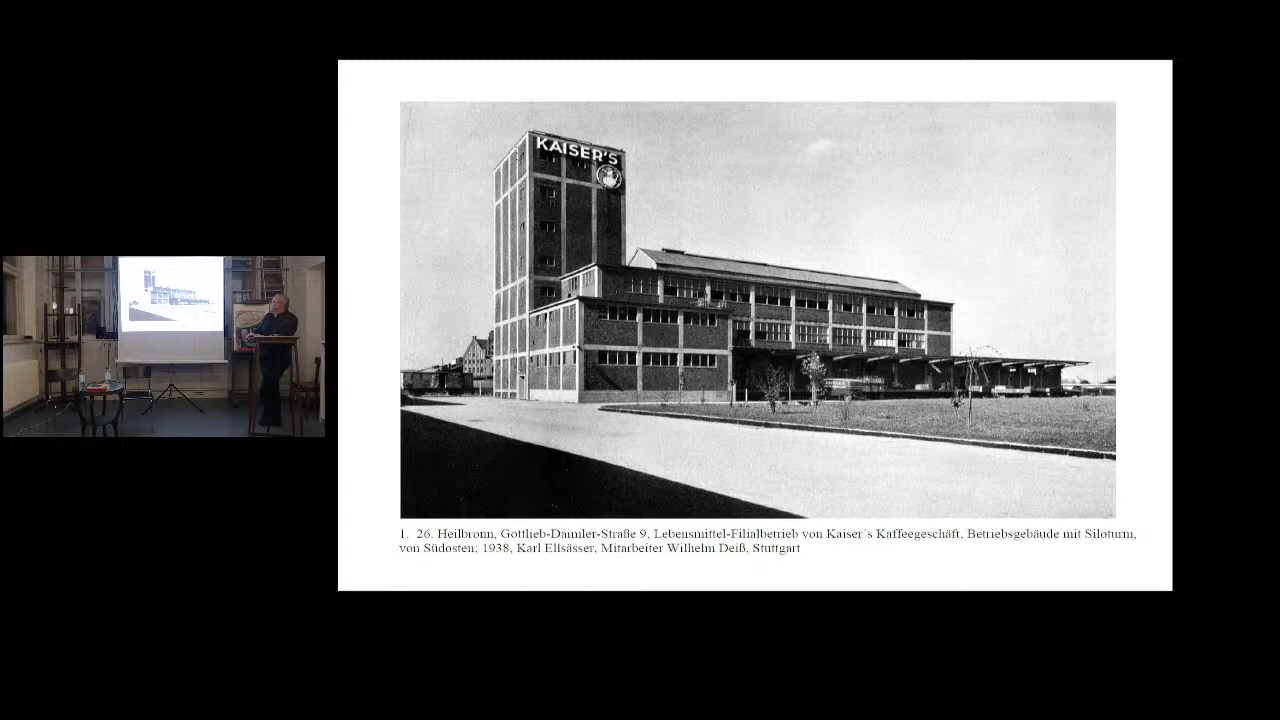 KAISER'S
1. 26. Heilbronn, Gottlieb-Daimler-Straße 9, Lebensmittel-Filialbetrieb von Kaiser´s Kaffeegeschäft, Betriebsgebäude mit Siloturm,
von Südosten; 1938, Karl Ellsässer, Mitarbeiter Wilhelm Deiß, Stuttgart